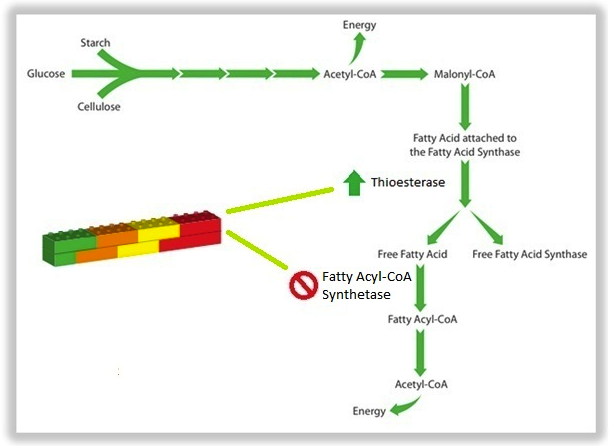 Energy
Starch
Glucose
Acetyl-CoA
Malonyl-CoA
Cellulose
Fatty Acid attached to
the Fatty Acid Synthase
Thioesterase
Free Fatty Acid
Free Fatty Acid Synthase
Fatty Acyl-CoA
Synthetase
Fatty Acyl-CoA
Acetyl-CoA
Energy